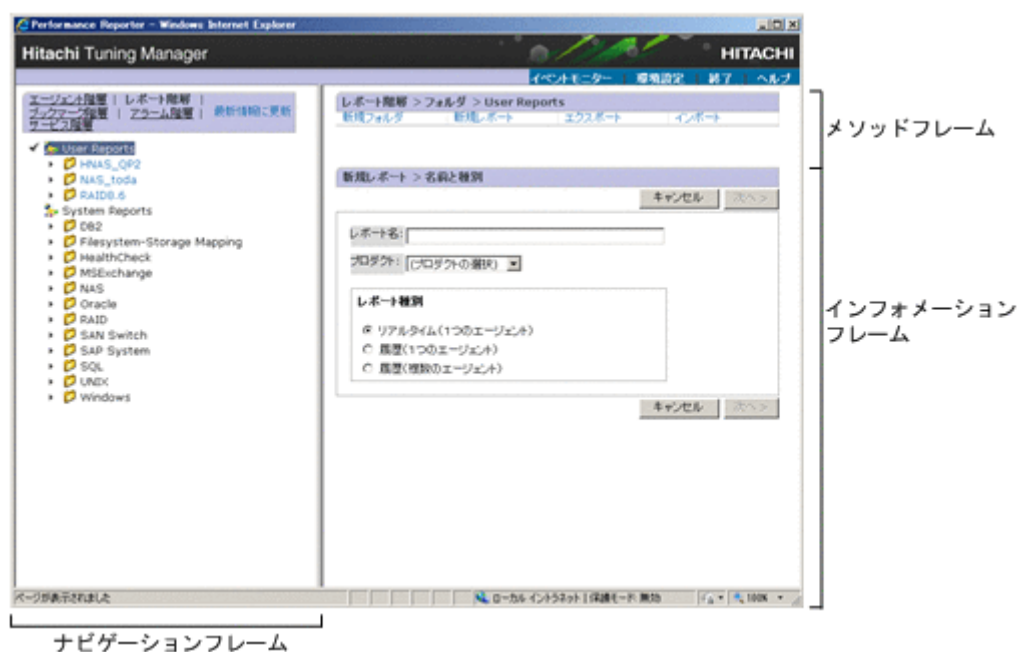 Performance Reporter - Windows Internet Explorer
Hitachi Tuning Manager
HITACHI
イベントモニター | 環境設定 | 終了 | ヘルプ
エージェント階層 | レポート階層 |
ブックマーク階層 | アラーム階層 | 最新情報に更新
サービス階層
User Reports
HNAS_QP2
NAS_toda
RAID8.6
System Reports
DB2
Filesystem-Storage Mapping
HealthCheck
MSExchange
NAS
Oracle
RAID
SAN Switch
SAP System
SQL
UNIX
Windows
レポート階層 > フォルダ > User Reports
新規フォルダ 新規レポート エクスポート インポート
新規レポート > 名前と種別
キャンセル 次へ >
レポート名:
プロダクト: (プロダクトの選択)
レポート種別
リアルタイム(1つのエージェント)
履歴(1つのエージェント)
履歴(複数のエージェント)
キャンセル 次へ >
ページが表示されました
ローカル イントラネット | 保護モード: 無効
100%
メソッドフレーム
インフォメーション
フレーム
ナビゲーションフレーム